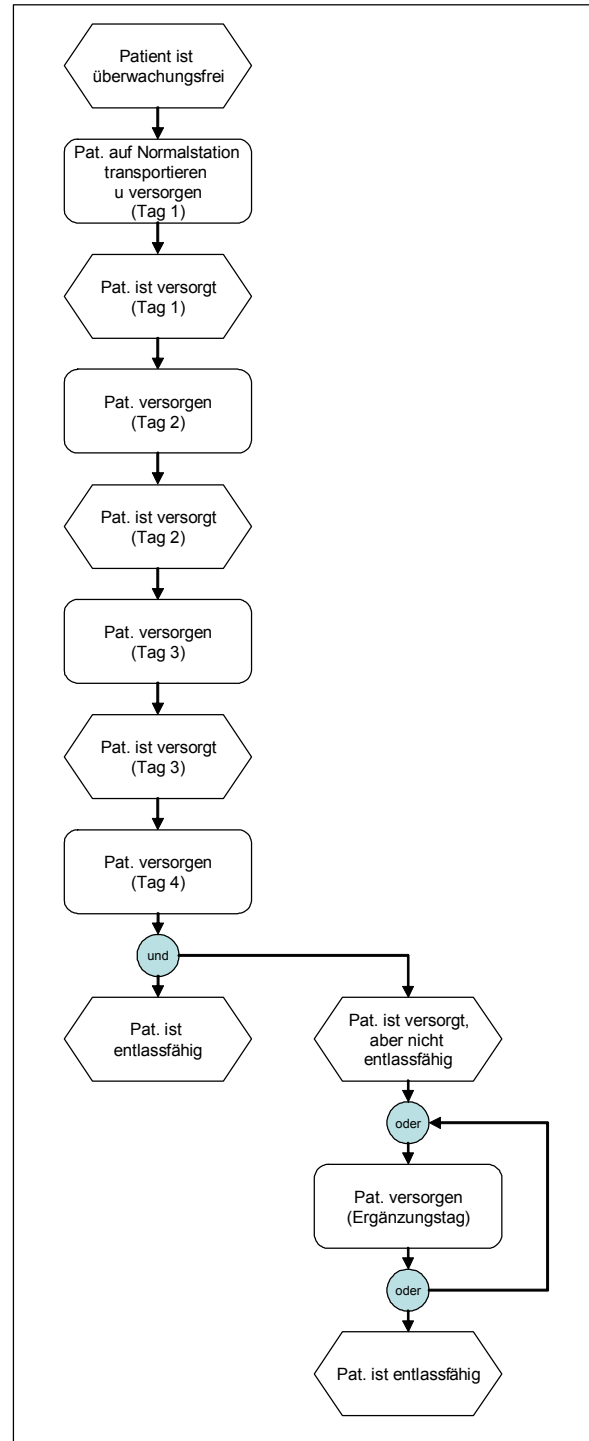 Patient ist
überwachungsfrei
Pat. auf Normalstation
transportieren
u versorgen
(Tag 1)
Pat. ist versorgt
(Tag 1)
Pat. versorgen
(Tag 2)
Pat. ist versorgt
(Tag 2)
Pat. versorgen
(Tag 3)
Pat. ist versorgt
(Tag 3)
Pat. versorgen
(Tag 4)
und
Pat. ist
entlassfähig
Pat. ist versorgt,
aber nicht
entlassfähig
oder
Pat. versorgen
(Ergänzungstag)
oder
Pat. ist entlassfähig